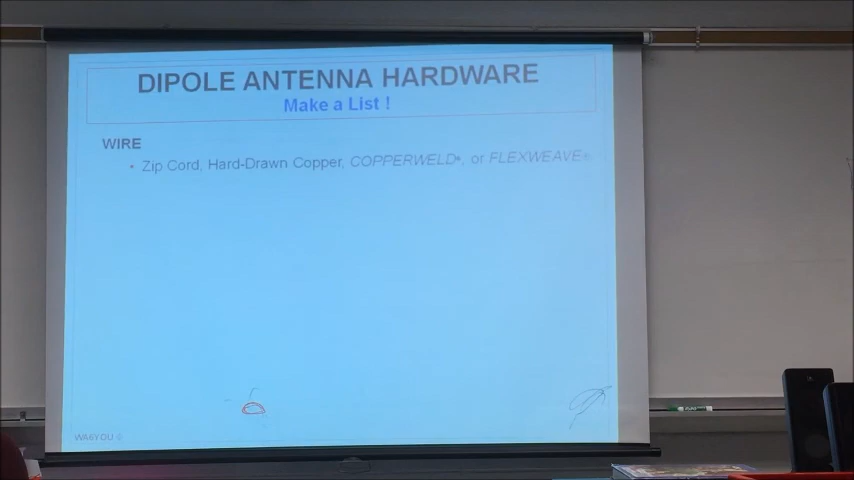 DIPOLE ANTENNA HARDWARE
Make a List !
WIRE
• Zip Cord, Hard-Drawn Copper, COPPERWELD®, or FLEXWEAVE®